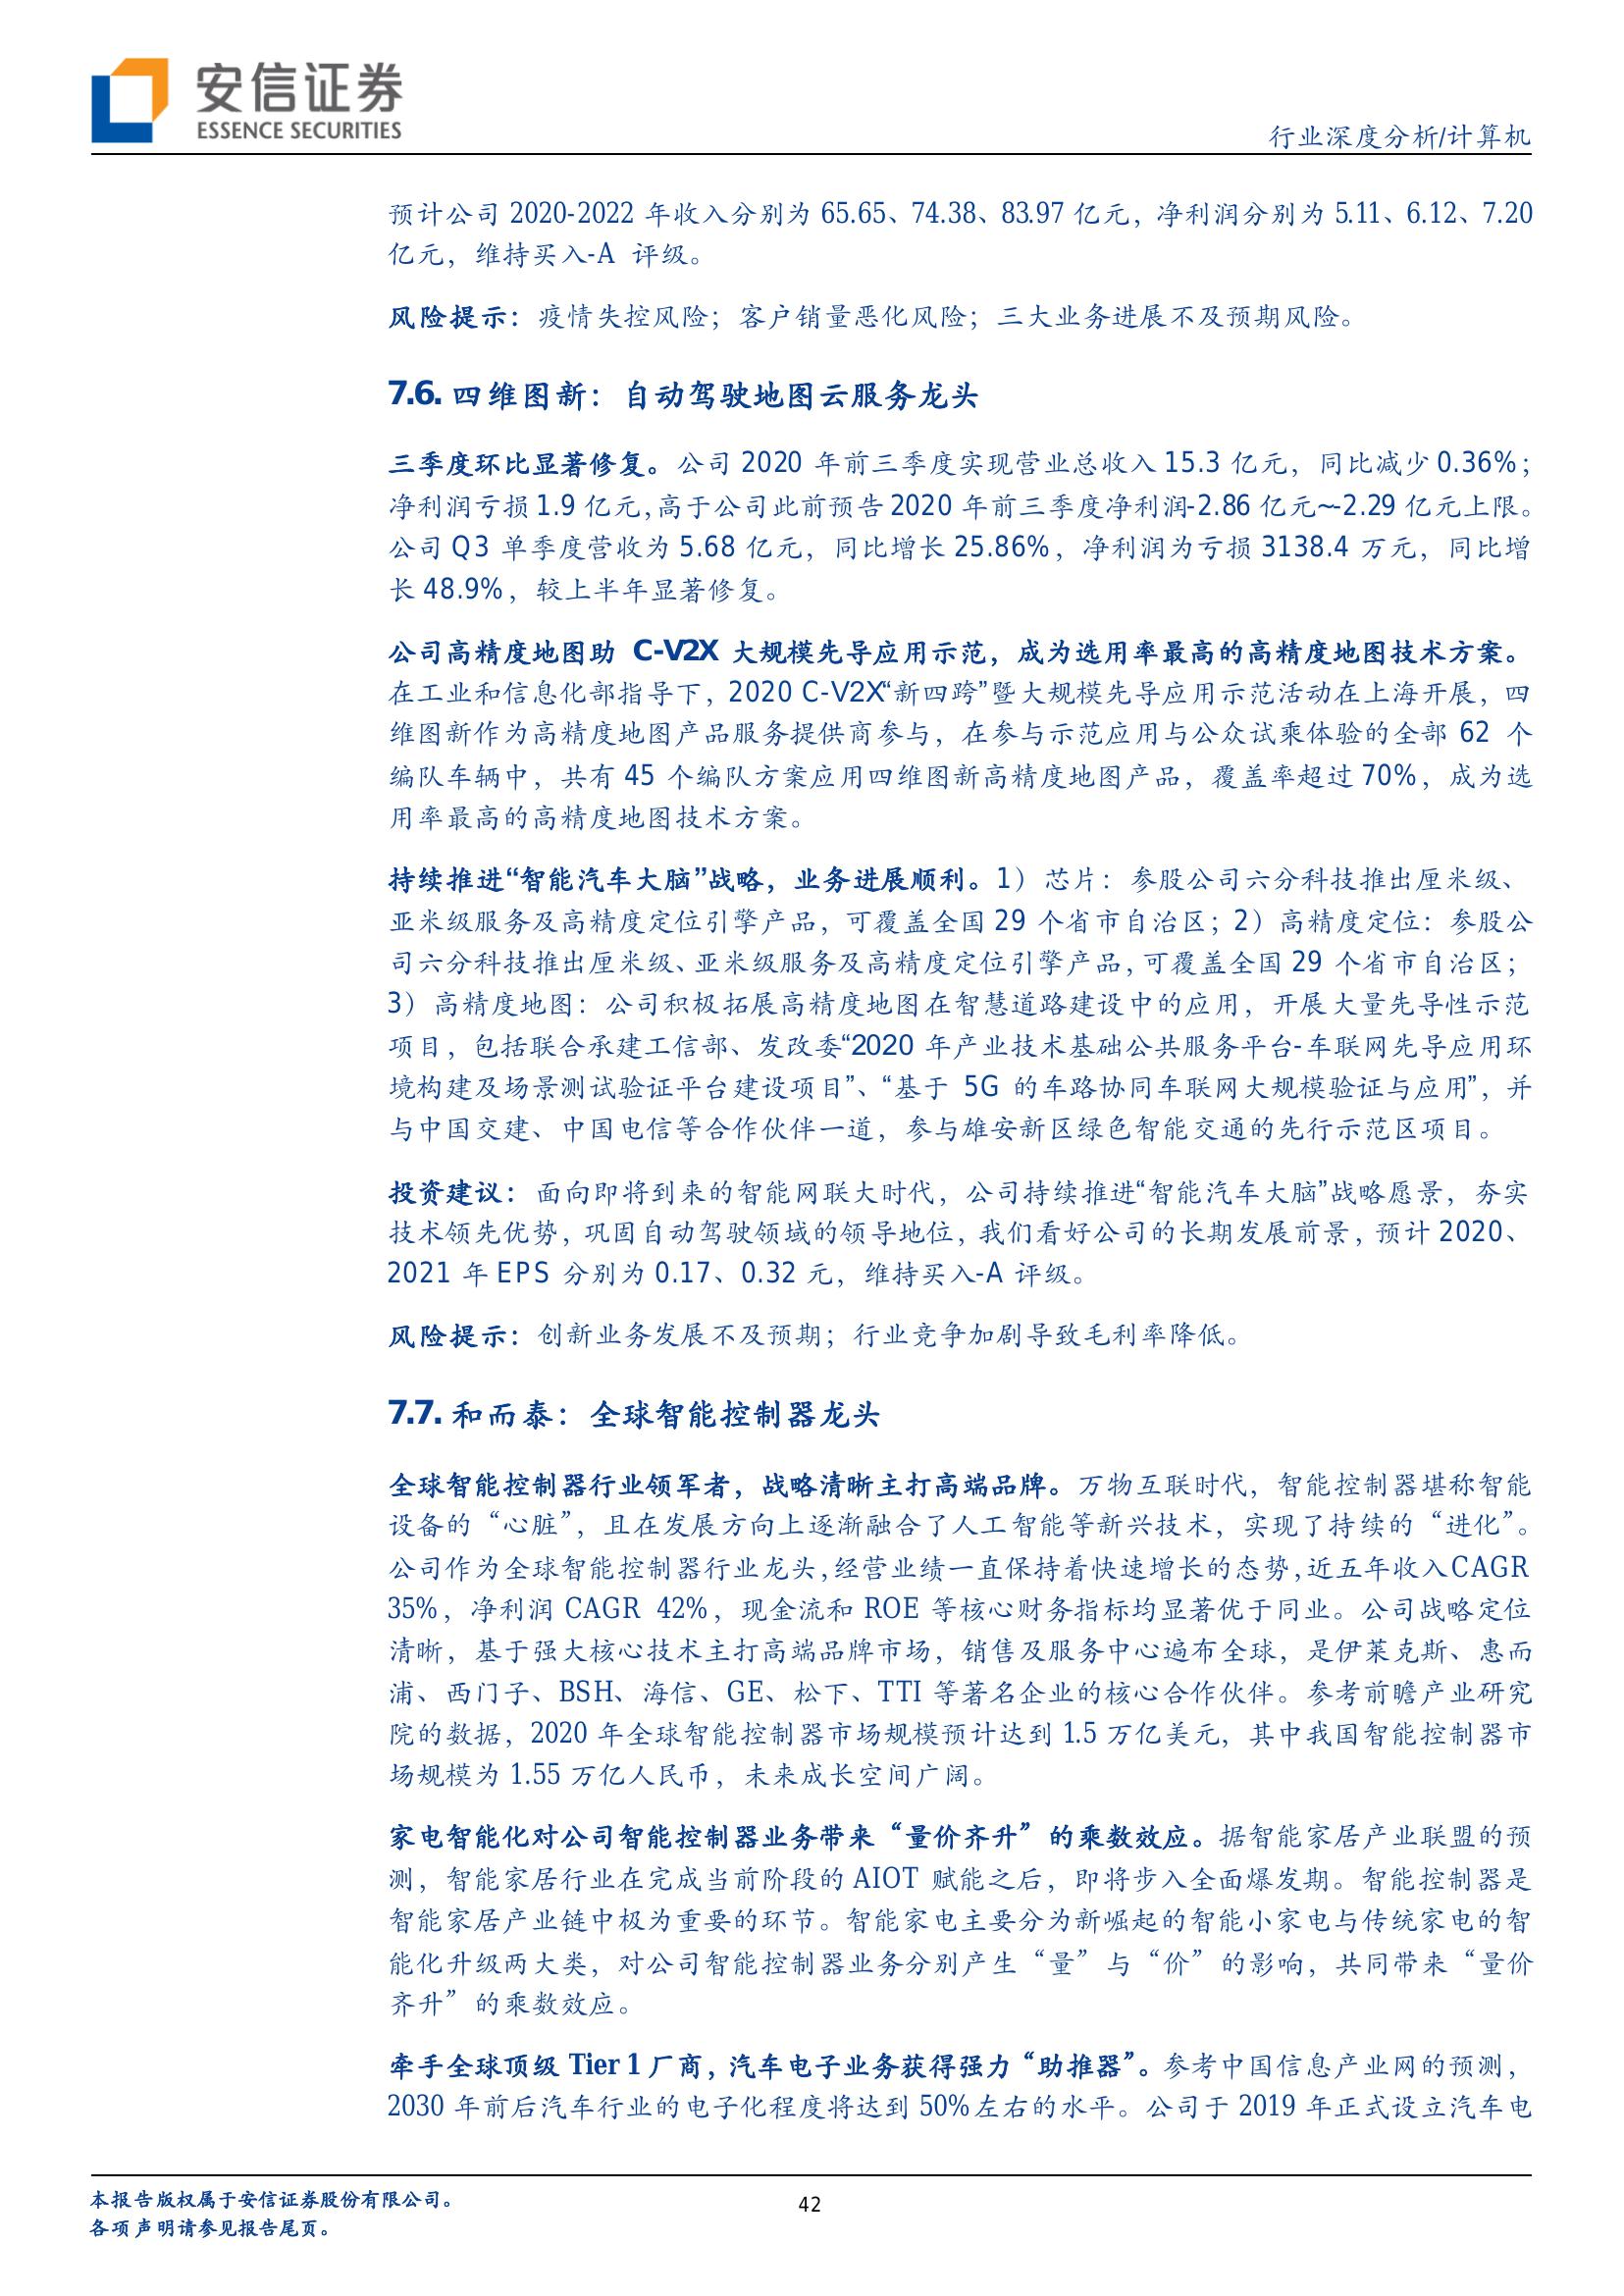 安信证券
ESSENCE SECURITIES
行业深度分析/计算机
预计公司 2020-2022 年收入分别为 65.65、74.38、83.97 亿元，净利润分别为 5.11、6.12、7.20
亿元，维持买入-A 评级。
风险提示：疫情失控风险；客户销量恶化风险；三大业务进展不及预期风险。
7.6. 四维图新：自动驾驶地图云服务龙头
三季度环比显著修复。公司 2020 年前三季度实现营业总收入 15.3 亿元，同比减少 0.36%；
净利润亏损 1.9 亿元，高于公司此前预告 2020 年前三季度净利润-2.86 亿元~-2.29 亿元上限。
公司 Q3 单季度营收为 5.68 亿元，同比增长 25.86%，净利润为亏损 3138.4 万元，同比增
长 48.9%，较上半年显著修复。
公司高精度地图助 C-V2X 大规模先导应用示范，成为选用率最高的高精度地图技术方案。
在工业和信息化部指导下，2020 C-V2X“新四跨”暨大规模先导应用示范活动在上海开展，四
维图新作为高精度地图产品服务提供商参与，在参与示范应用与公众试乘体验的全部 62 个
编队车辆中，共有 45 个编队方案应用四维图新高精度地图产品，覆盖率超过 70%，成为选
用率最高的高精度地图技术方案。
持续推进“智能汽车大脑”战略，业务进展顺利。1）芯片：参股公司六分科技推出厘米级、
亚米级服务及高精度定位引擎产品，可覆盖全国 29 个省市自治区；2）高精度定位：参股公
司六分科技推出厘米级、亚米级服务及高精度定位引擎产品，可覆盖全国 29 个省市自治区；
3）高精度地图：公司积极拓展高精度地图在智慧道路建设中的应用，开展大量先导性示范
项目，包括联合承建工信部、发改委“2020 年产业技术基础公共服务平台-车联网先导应用环
境构建及场景测试验证平台建设项目”、“基于 5G 的车路协同车联网大规模验证与应用”，并
与中国交建、中国电信等合作伙伴一道，参与雄安新区绿色智能交通的先行示范区项目。
投资建议：面向即将到来的智能网联大时代，公司持续推进“智能汽车大脑”战略愿景，夯实
技术领先优势，巩固自动驾驶领域的领导地位，我们看好公司的长期发展前景，预计 2020、
2021 年 EPS 分别为 0.17、0.32 元，维持买入-A 评级。
风险提示：创新业务发展不及预期；行业竞争加剧导致毛利率降低。
7.7. 和而泰：全球智能控制器龙头
全球智能控制器行业领军者，战略清晰主打高端品牌。万物互联时代，智能控制器堪称智能
设备的“心脏”，且在发展方向上逐渐融合了人工智能等新兴技术，实现了持续的“进化”。
公司作为全球智能控制器行业龙头，经营业绩一直保持着快速增长的态势，近五年收入 CAGR
35%，净利润 CAGR 42%，现金流和 ROE 等核心财务指标均显著优于同业。公司战略定位
清晰，基于强大核心技术主打高端品牌市场，销售及服务中心遍布全球，是伊莱克斯、惠而
浦、西门子、BSH、海信、GE、松下、TTI 等著名企业的核心合作伙伴。参考前瞻产业研究
院的数据，2020 年全球智能控制器市场规模预计达到 1.5 万亿美元，其中我国智能控制器市
场规模为 1.55 万亿人民币，未来成长空间广阔。
家电智能化对公司智能控制器业务带来“量价齐升”的乘数效应。据智能家居产业联盟的预
测，智能家居行业在完成当前阶段的 AIOT 赋能之后，即将步入全面爆发期。智能控制器是
智能家居产业链中极为重要的环节。智能家电主要分为新崛起的智能小家电与传统家电的智
能化升级两大类，对公司智能控制器业务分别产生“量”与“价”的影响，共同带来“量价
齐升”的乘数效应。
牵手全球顶级 Tier 1 厂商，汽车电子业务获得强力“助推器”。参考中国信息产业网的预测，
2030 年前后汽车行业的电子化程度将达到 50%左右的水平。公司于 2019 年正式设立汽车电
本报告版权属于安信证券股份有限公司。
各项声明请参见报告尾页。
42